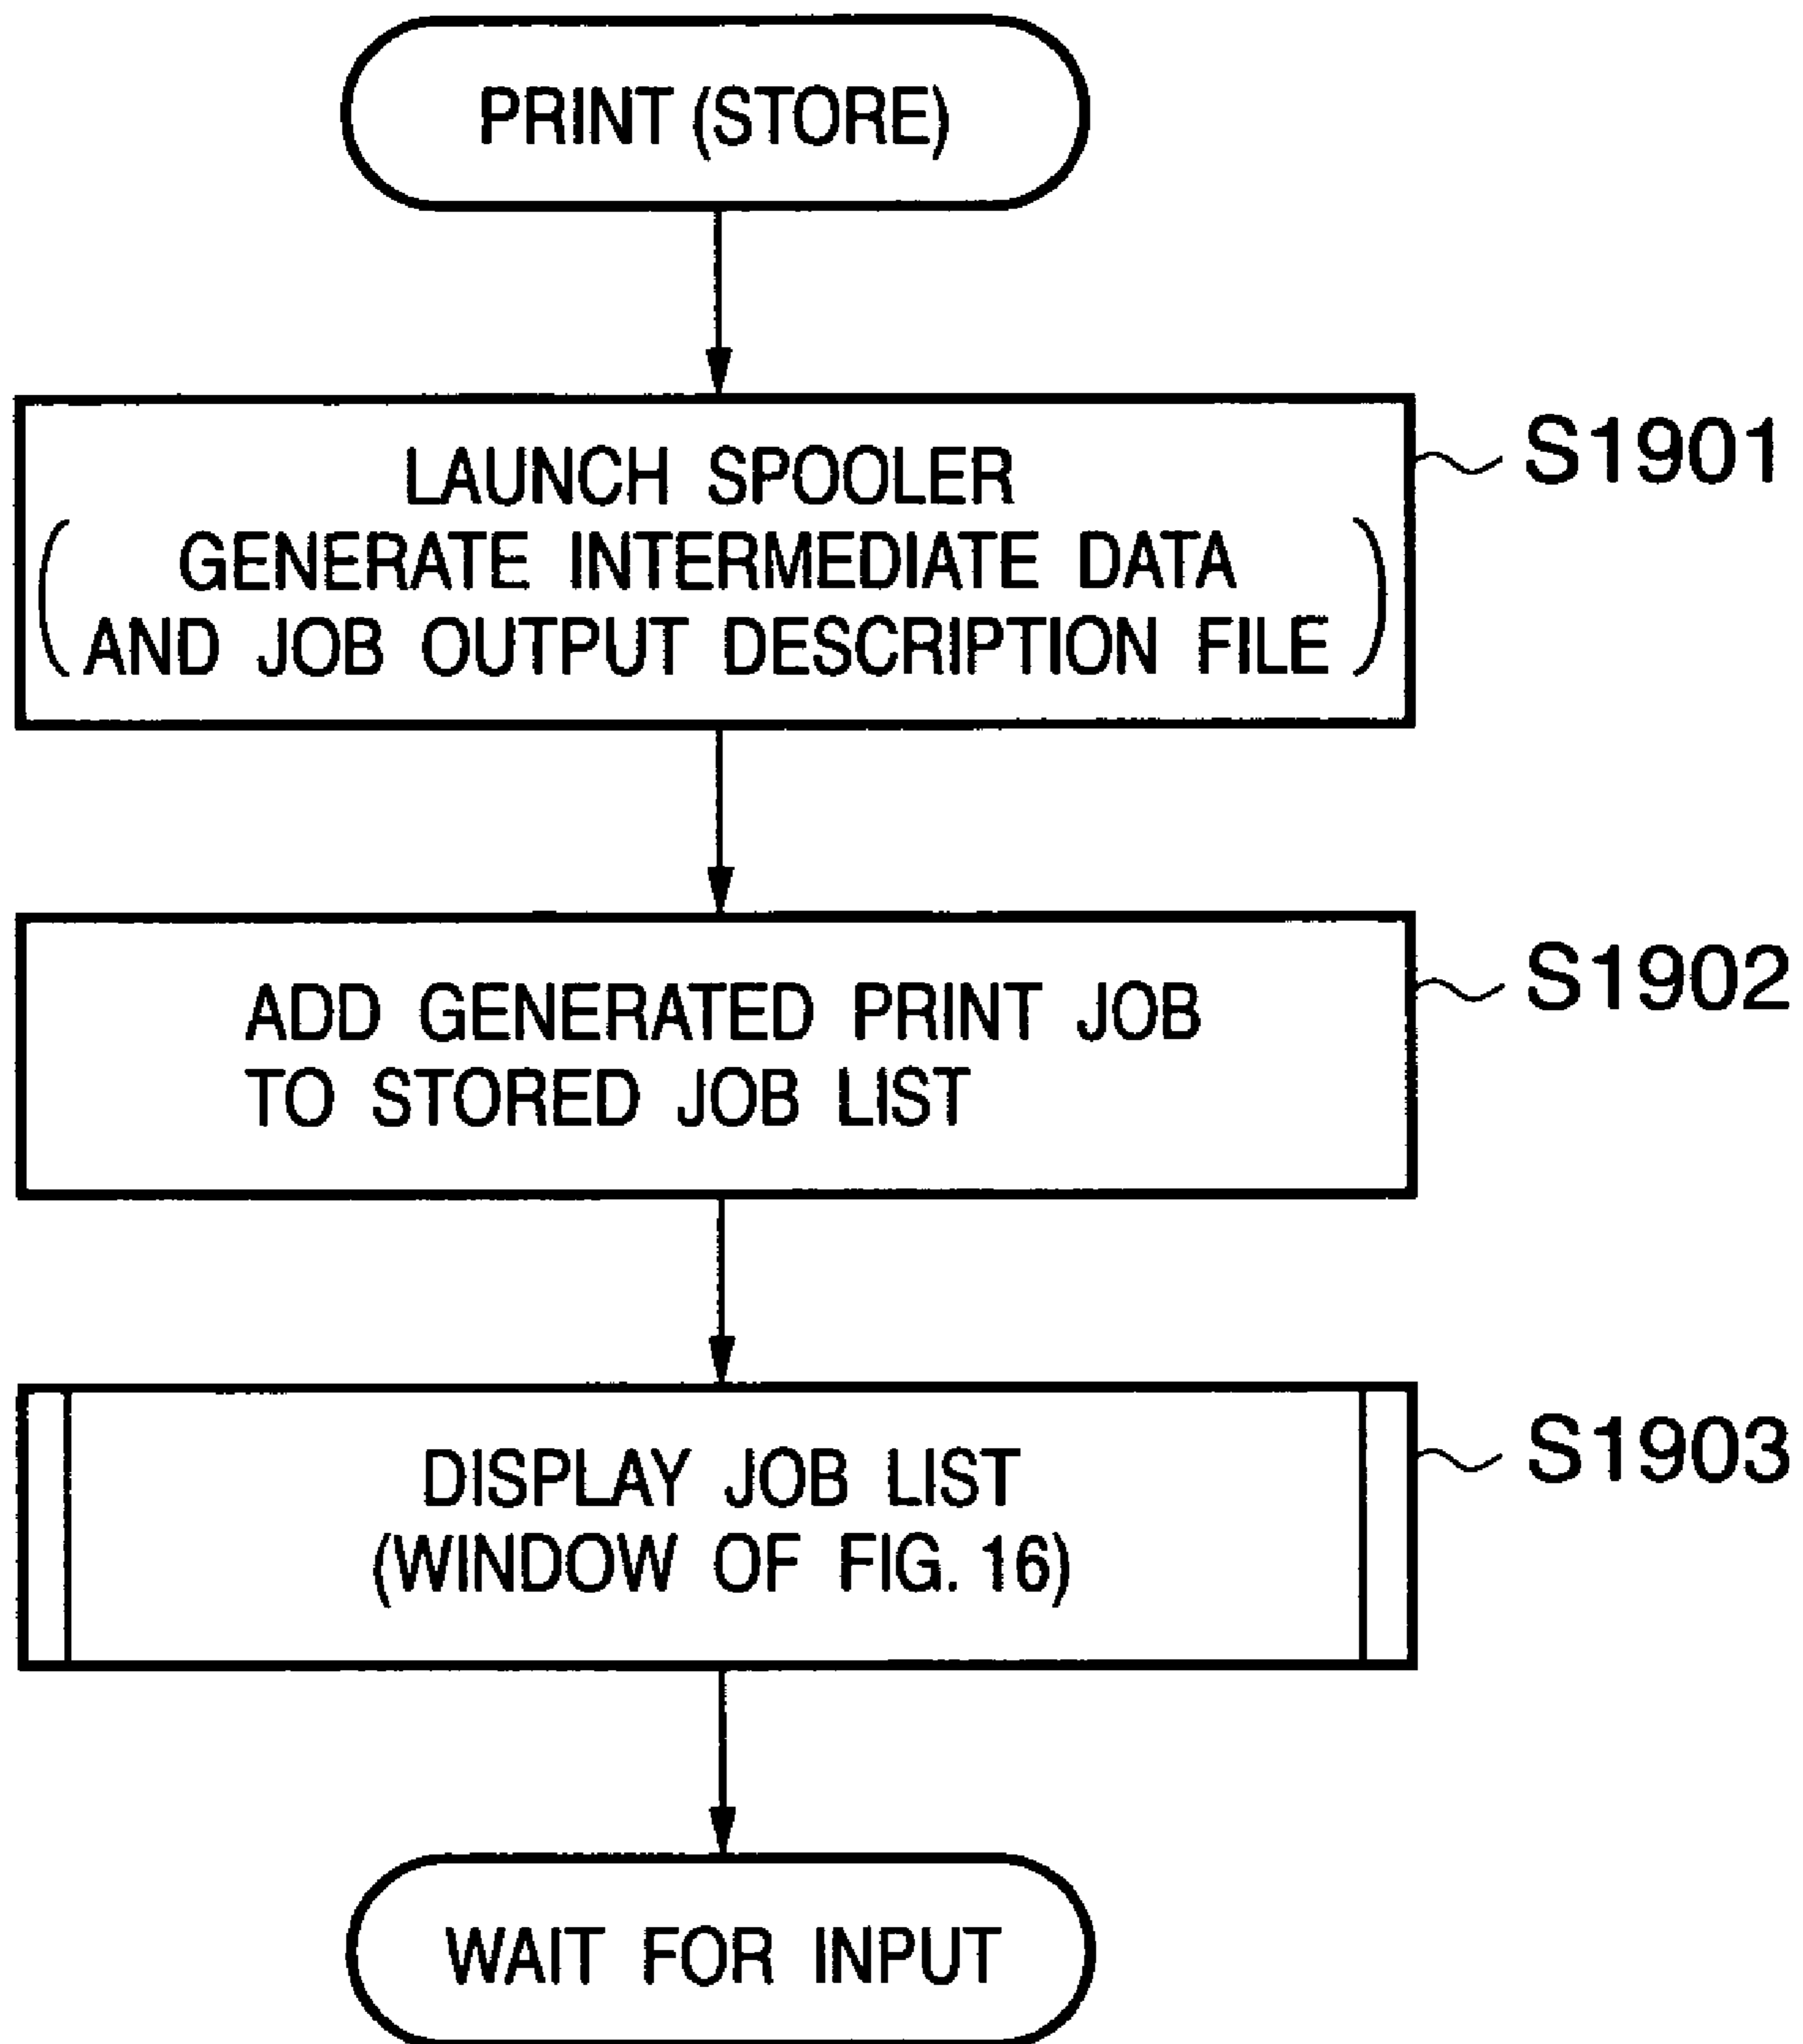 PRINT (STORE)
LAUNCH SPOOLER
S1901
(GENERATE INTERMEDIATE DATA
AND JOB OUTPUT DESCRIPTION FILE)
ADD GENERATED PRINT JOB
S1902
TO STORED JOB LIST
DISPLAY JOB LIST
S1903
(WINDOW OF FIG. 16)
WAIT FOR INPUT